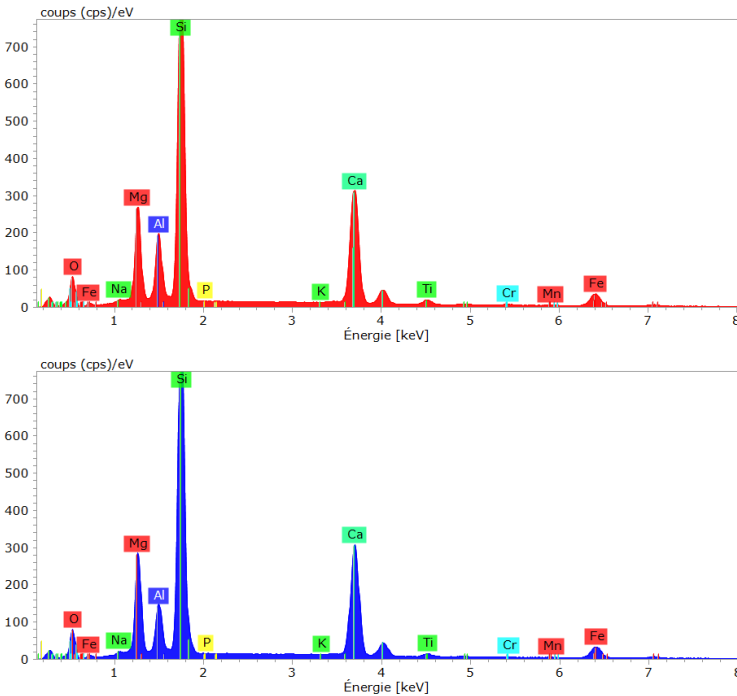 coups (cps)/eV
Si
700
600
500
400
300
Mg
Ca
200
Al
100
O
Fe
Na
P
K
Ti
Cr
Mn
Fe
0
1 2 3 4 5 6 7 8
Énergie [keV]
coups (cps)/eV
Si
700
600
500
400
300
Mg
Ca
200
Al
100
O
Fe
Na
P
K
Ti
Cr
Mn
Fe
0
1 2 3 4 5 6 7 8
Énergie [keV]